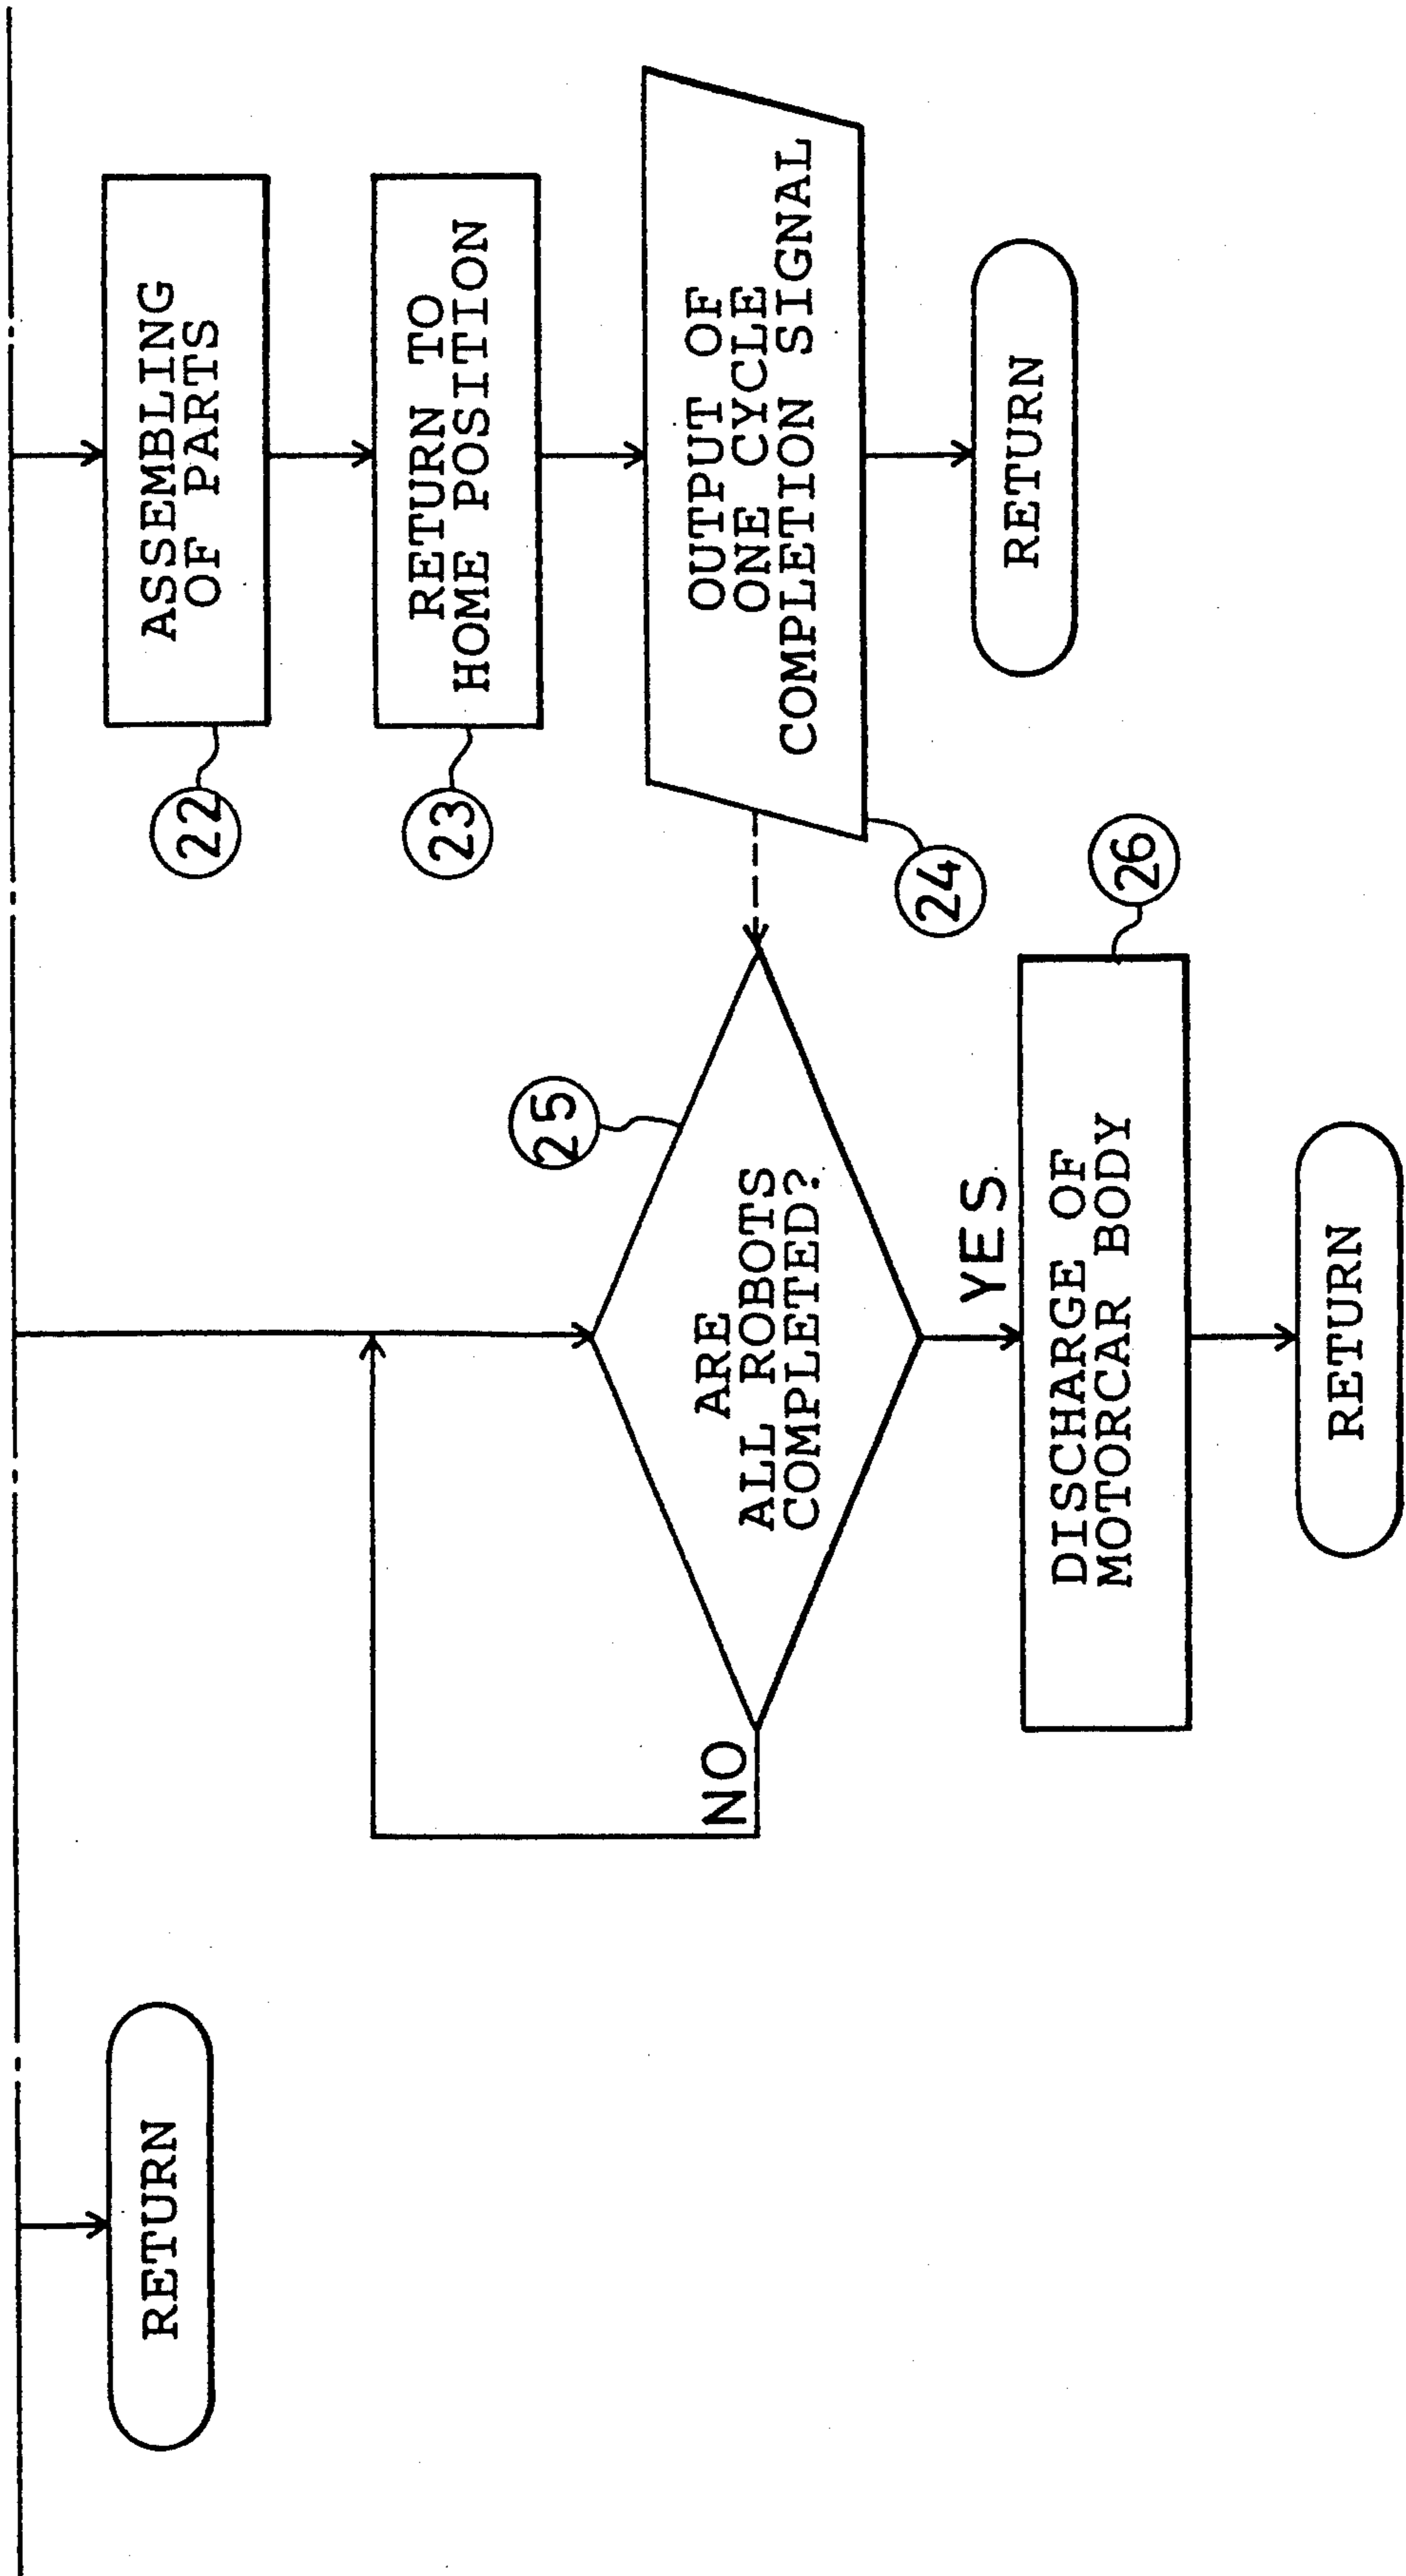 RETURN
NO
25
ARE
ALL ROBOTS
COMPLETED?
YES
DISCHARGE OF
MOTORCAR BODY
26
RETURN
22
ASSEMBLING
OF PARTS
23
RETURN TO
HOME POSITION
24
OUTPUT OF
ONE CYCLE
COMPLETION SIGNAL
RETURN